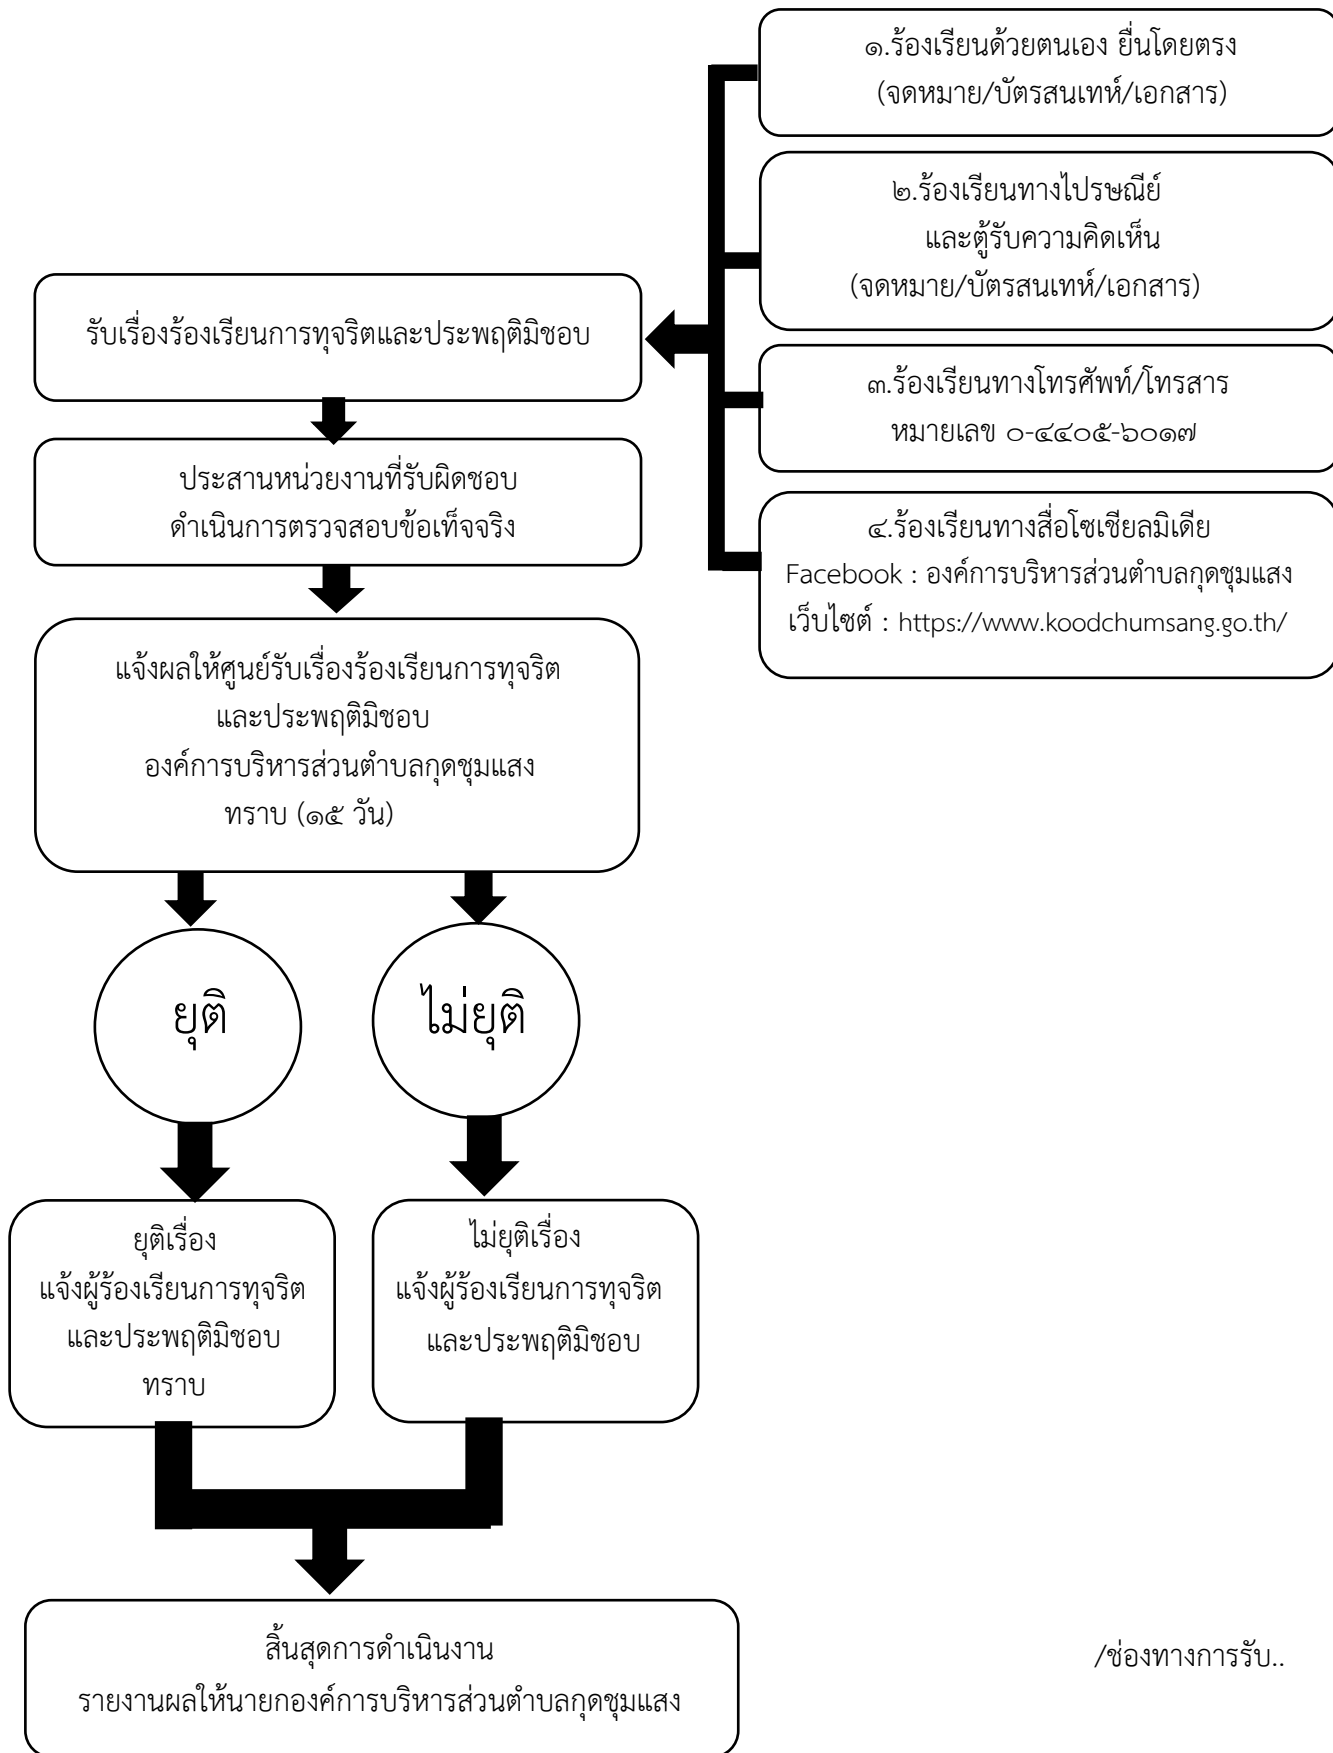 ๑.ร้องเรียนด้วยตนเอง ยื่นโดยตรง
(จดหมาย/บัตรสนเทห์/เอกสาร)
๒.ร้องเรียนทางไปรษณีย์
และตู้รับความคิดเห็น
(จดหมาย/บัตรสนเทห์/เอกสาร)
๓.ร้องเรียนทางโทรศัพท์/โทรสาร
หมายเลข ๐-๔๔๐๕-๖๐๑๗
๔.ร้องเรียนทางสื่อโซเชียลมิเดีย
Facebook : องค์การบริหารส่วนตำบลกุดชุมแสง
เว็บไซต์ : https://www.koodchumsang.go.th/
รับเรื่องร้องเรียนการทุจริตและประพฤติมิชอบ
ประสานหน่วยงานที่รับผิดชอบ
ดำเนินการตรวจสอบข้อเท็จจริง
แจ้งผลให้ศูนย์รับเรื่องร้องเรียนการทุจริต
และประพฤติมิชอบ
องค์การบริหารส่วนตำบลกุดชุมแสง
ทราบ (๑๕ วัน)
ยุติ
ไม่ยุติ
ยุติเรื่อง
แจ้งผู้ร้องเรียนการทุจริต
และประพฤติมิชอบ
ทราบ
ไม่ยุติเรื่อง
แจ้งผู้ร้องเรียนการทุจริต
และประพฤติมิชอบ
สิ้นสุดการดำเนินงาน
รายงานผลให้นายกองค์การบริหารส่วนตำบลกุดชุมแสง
/ช่องทางการรับ..